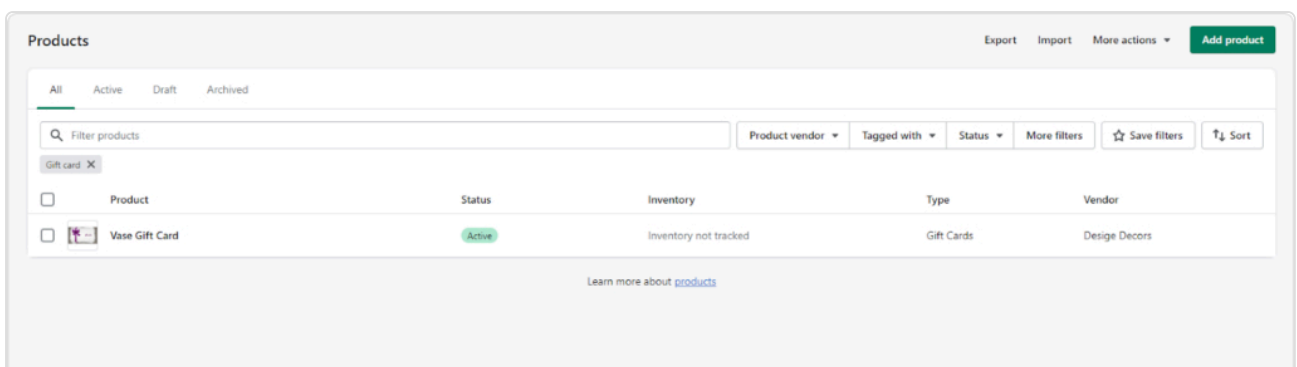 Products
Export Import More actions Add product
All Active Draft Archived
Filter products Product vendor Tagged with Status More filters Save filters Sort
Gift card
Product Status Inventory Type Vendor
Vase Gift Card Active Inventory not tracked Gift Cards Desige Decors
Learn more about products